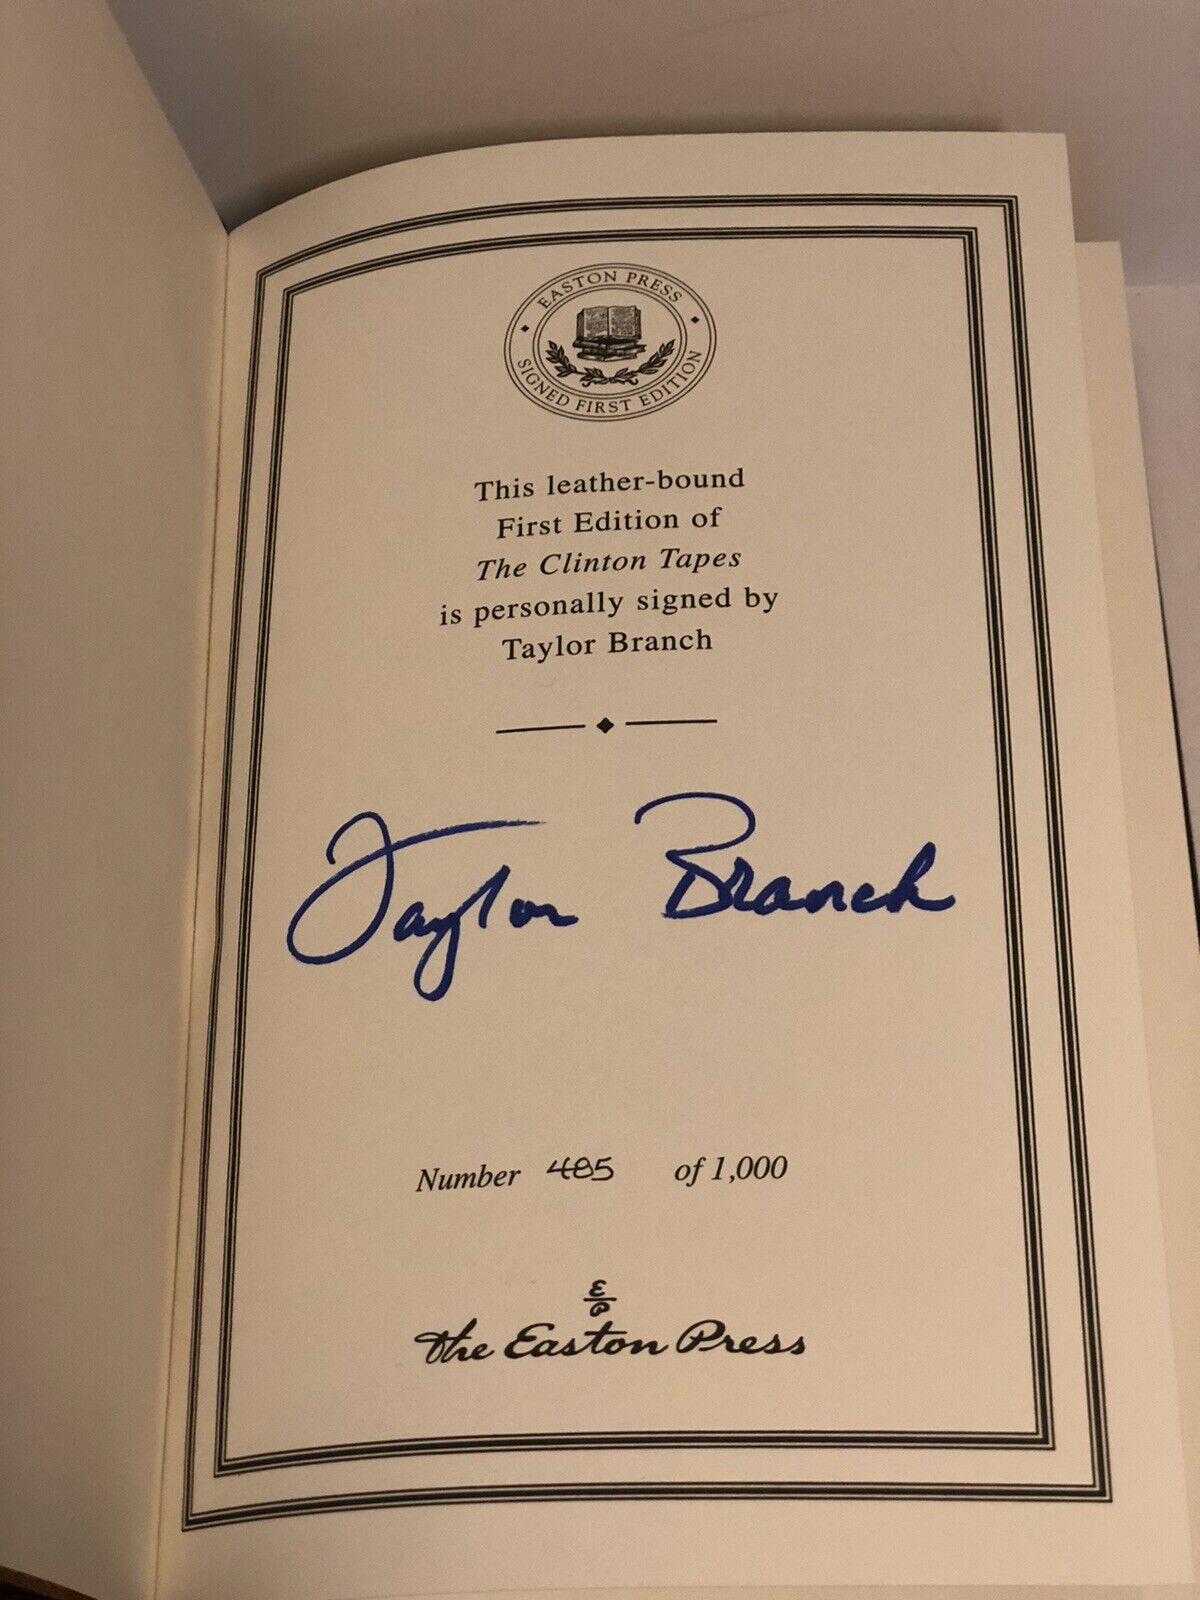 EASTON PRESS
SIGNED FIRST EDITION
This leather-bound
First Edition of
The Clinton Tapes
is personally signed by
Taylor Branch
Taylor Branch
Number 485 of 1,000
E
P
The Easton Press